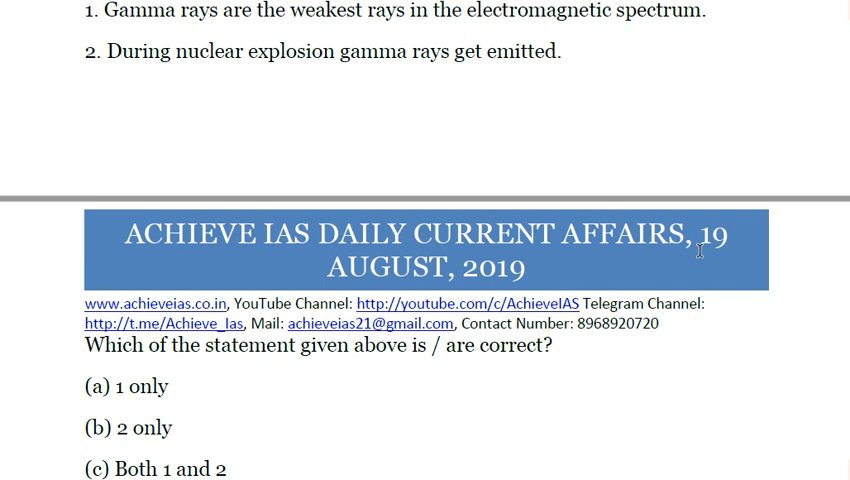 1. Gamma rays are the weakest rays in the electromagnetic spectrum.
2. During nuclear explosion gamma rays get emitted.
ACHIEVE IAS DAILY CURRENT AFFAIRS, 19
AUGUST, 2019
www.achieveias.co.in, YouTube Channel: http://youtube.com/c/AchieveIAS Telegram Channel:
http://t.me/Achieve_Ias, Mail: achieveias21@gmail.com, Contact Number: 8968920720
Which of the statement given above is / are correct?
(a) 1 only
(b) 2 only
(c) Both 1 and 2